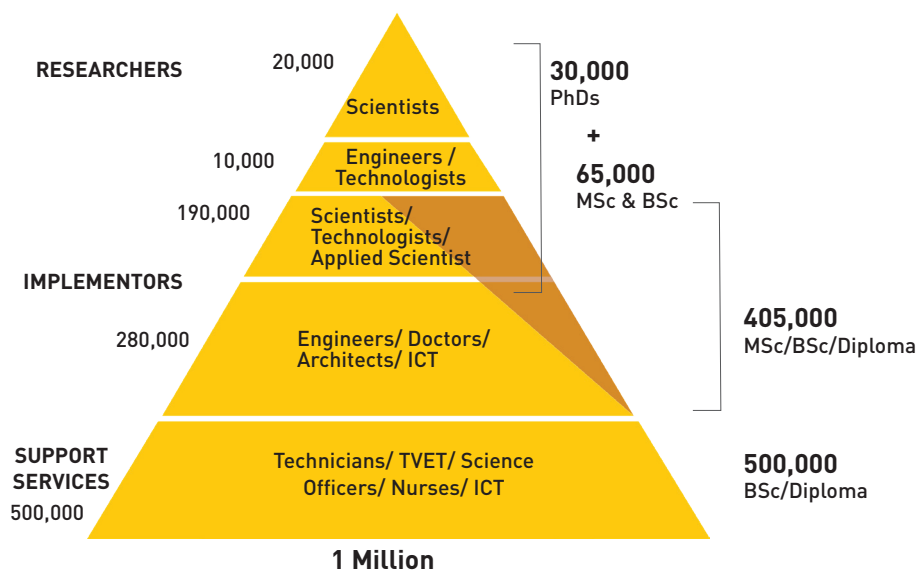 RESEARCHERS
20,000
Scientists
30,000
PhDs
+
65,000
MSc & BSc
10,000
Engineers /
Technologists
190,000
Scientists/
Technologists/
Applied Scientist
IMPLEMENTORS
280,000
Engineers/ Doctors/
Architects/ ICT
405,000
MSc/BSc/Diploma
SUPPORT
SERVICES
500,000
Technicians/ TVET/ Science
Officers/ Nurses/ ICT
500,000
BSc/Diploma
1 Million